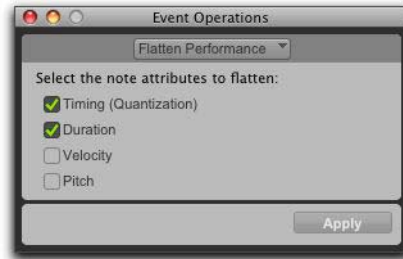 Event Operations
Flatten Performance
Select the note attributes to flatten:
Timing (Quantization)
Duration
Velocity
Pitch
Apply